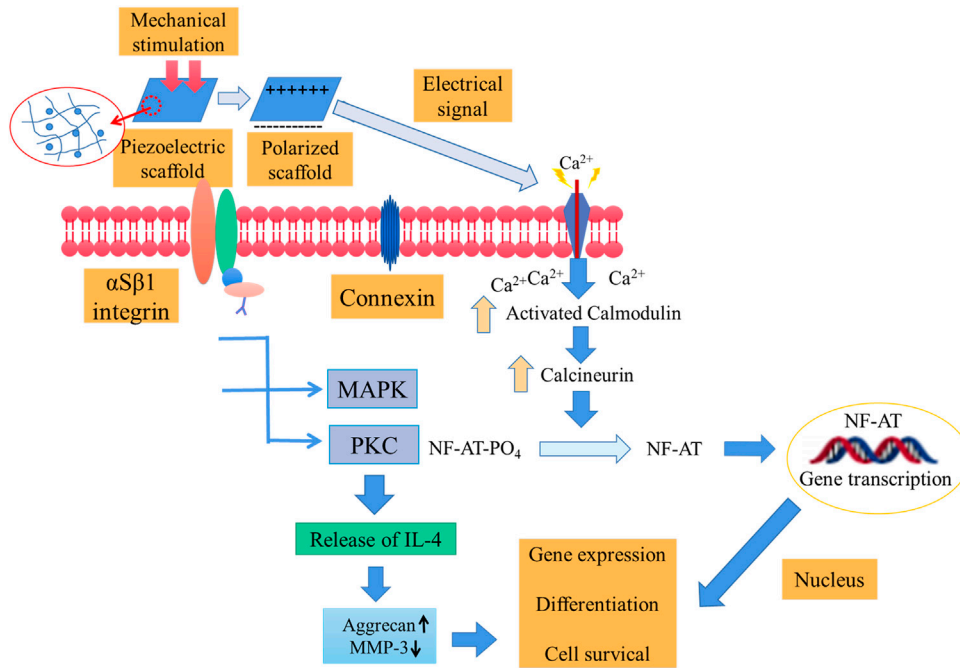 Mechanical
stimulation
++++++
-----------
Piezoelectric
scaffold
Polarized
scaffold
Electrical
signal
Ca²⁺
αSβ1
integrin
Connexin
Ca²⁺Ca²⁺ Ca²⁺
Activated Calmodulin
Calcineurin
MAPK
PKC
NF-AT-PO₄
NF-AT
NF-AT
Gene transcription
Release of IL-4
Aggrecan↑
MMP-3↓
Gene expression
Differentiation
Cell survical
Nucleus